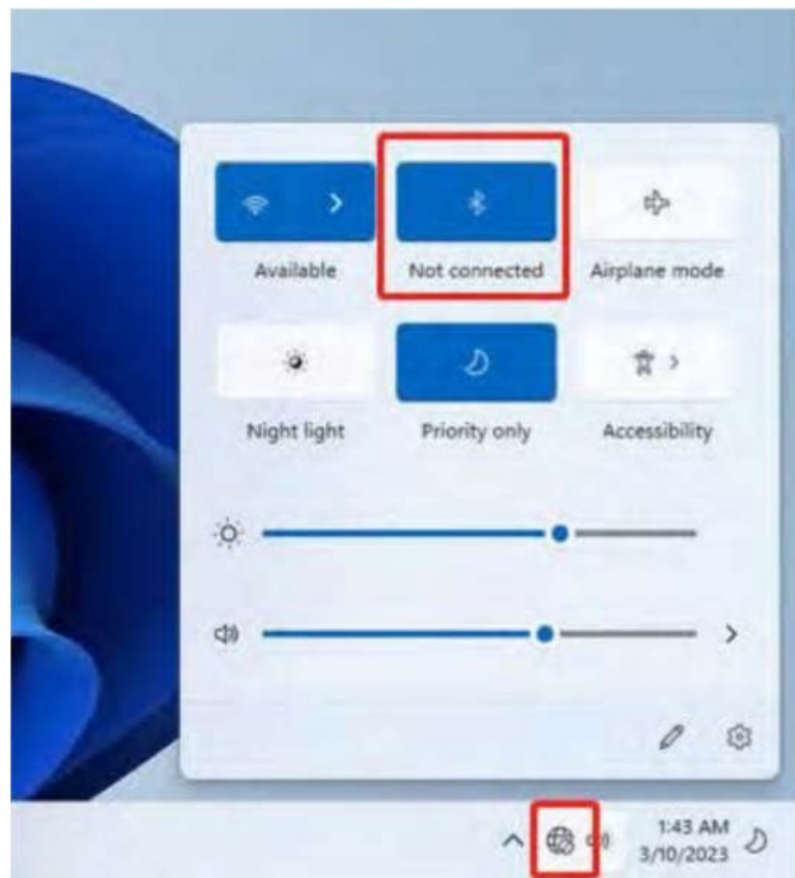 Available
Not connected
Airplane mode
Night light
Priority only
Accessibility
1:43 AM
3/10/2023